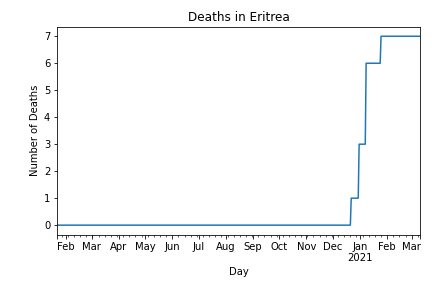 Deaths in Eritrea
7
6
5
4
3
2
1
0
Number of Deaths
Feb Mar Apr May Jun Jul Aug Sep Oct Nov Dec Jan Feb Mar
2021
Day